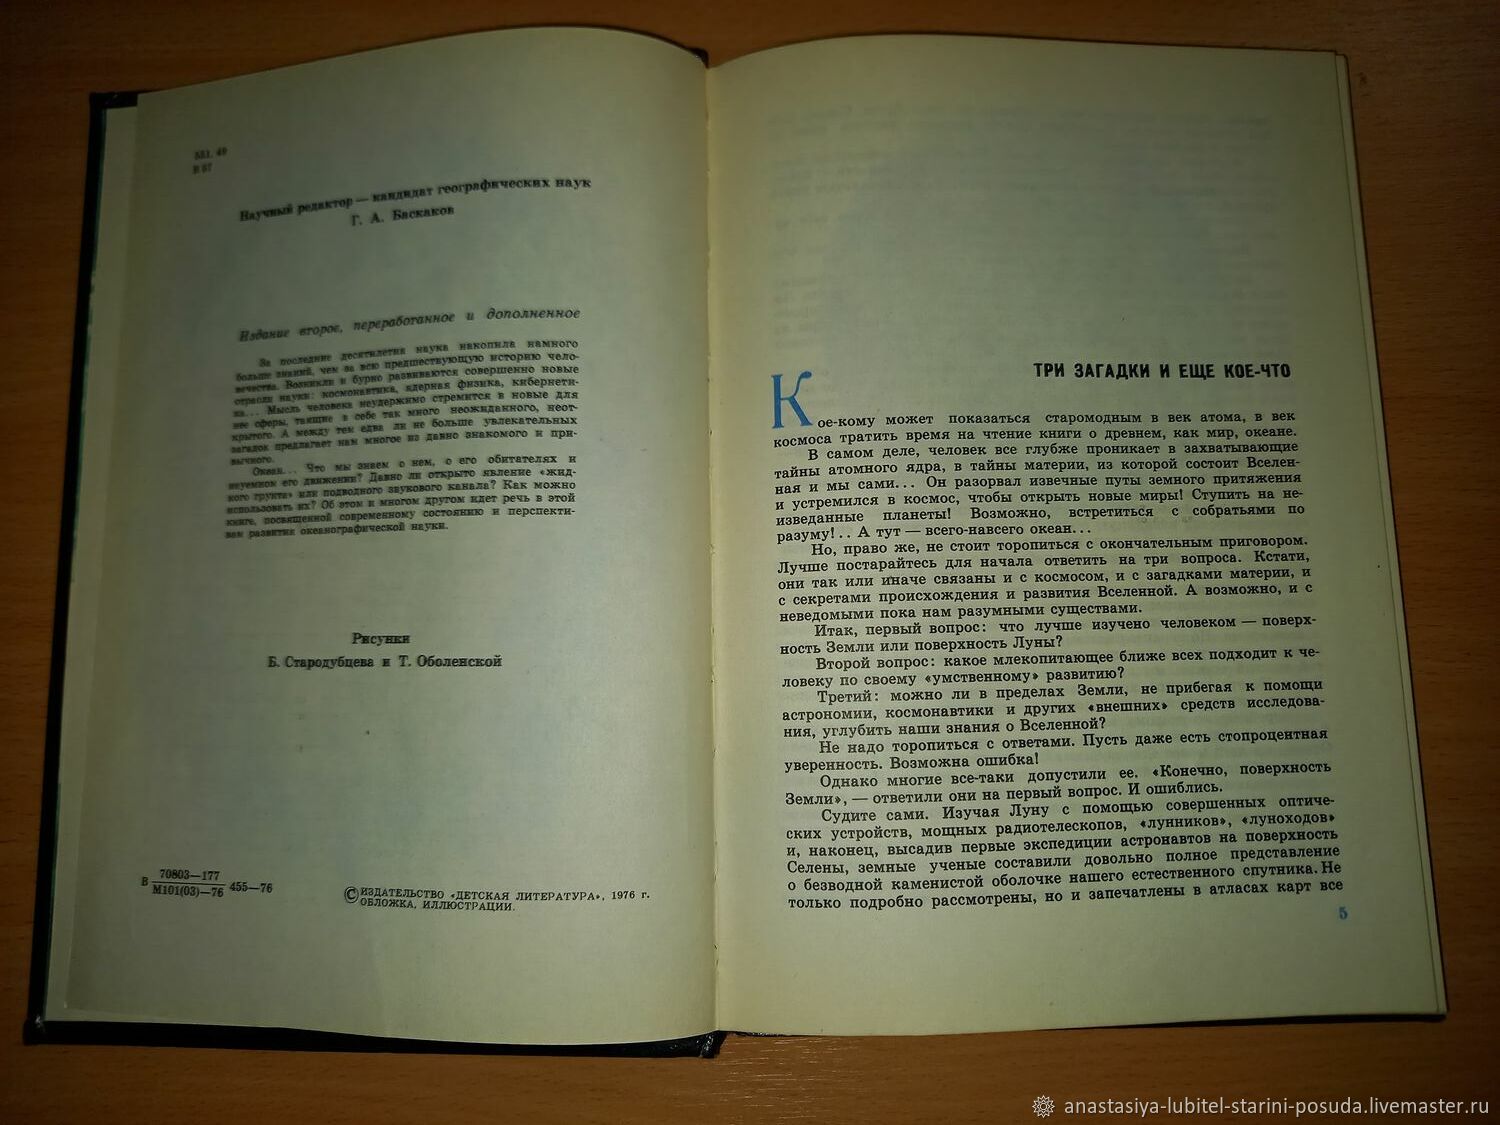 551.49
В 67
Научный редактор — кандидат географических наук
Г. А. Баскаков
Издание второе, переработанное и дополненное
За последние десятилетия наука накопила намного
больше знаний, чем за всю предшествующую историю чело-
вечества. Возникли и бурно развиваются совершенно новые
отрасли науки: космонавтика, ядерная физика, кибернети-
ка... Мысль человека неудержимо стремится в новые для
нее сферы, таящие в себе так много неожиданного, неот-
крытого. А между тем едва ли не больше увлекательных
загадок предлагает нам многое из давно знакомого и при-
вычного.
Океан... Что мы знаем о нем, о его обитателях и
неуемном его движении? Давно ли открыто явление «жид-
кого грунта» или подводного звукового канала? Как можно
использовать их? Об этом и многом другом идет речь в этой
книге, посвященной современному состоянию и перспекти-
вам развития океанографической науки.
Рисунки
Б. Стародубцева и Т. Оболенской
В 70803—177
М101(03)—76 455—76
© ИЗДАТЕЛЬСТВО «ДЕТСКАЯ ЛИТЕРАТУРА», 1976 г.
ОБЛОЖКА, ИЛЛЮСТРАЦИИ.
ТРИ ЗАГАДКИ И ЕЩЕ КОЕ-ЧТО
Кое-кому может показаться старомодным в век атома, в век
космоса тратить время на чтение книги о древнем, как мир, океане.
В самом деле, человек все глубже проникает в захватывающие
тайны атомного ядра, в тайны материи, из которой состоит Вселен-
ная и мы сами... Он разорвал извечные путы земного притяжения
и устремился в космос, чтобы открыть новые миры! Ступить на не-
изведанные планеты! Возможно, встретиться с собратьями по
разуму!.. А тут — всего-навсего океан...
Но, право же, не стоит торопиться с окончательным приговором.
Лучше постарайтесь для начала ответить на три вопроса. Кстати,
они так или иначе связаны и с космосом, и с загадками материи, и
с секретами происхождения и развития Вселенной. А возможно, и с
неведомыми пока нам разумными существами.
Итак, первый вопрос: что лучше изучено человеком — поверх-
ность Земли или поверхность Луны?
Второй вопрос: какое млекопитающее ближе всех подходит к че-
ловеку по своему «умственному» развитию?
Третий: можно ли в пределах Земли, не прибегая к помощи
астрономии, космонавтики и других «внешних» средств исследова-
ния, углубить наши знания о Вселенной?
Не надо торопиться с ответами. Пусть даже есть стопроцентная
уверенность. Возможна ошибка!
Однако многие все-таки допустили ее. «Конечно, поверхность
Земли», — ответили они на первый вопрос. И ошиблись.
Судите сами. Изучая Луну с помощью совершенных оптиче-
ских устройств, мощных радиотелескопов, «лунников», «луноходов»
и, наконец, высадив первые экспедиции астронавтов на поверхность
Селены, земные ученые составили довольно полное представление
о безводной каменистой оболочке нашего естественного спутника. Не
только подробно рассмотрены, но и запечатлены в атласах карт все
5
anastasiya-lubitel-starini-posuda.livemaster.ru